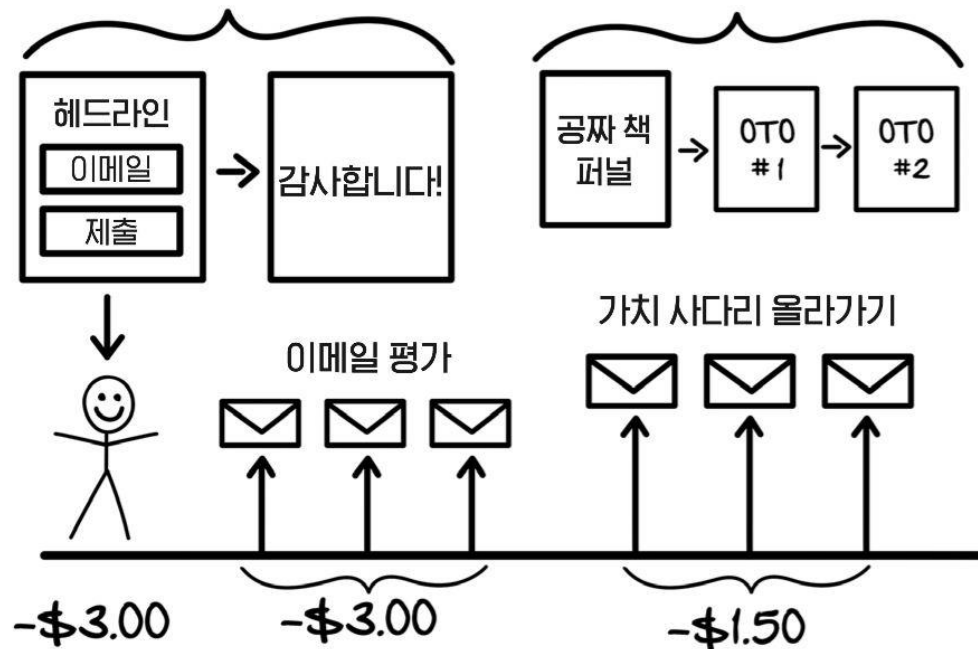 헤드라인
이메일
제출
감사합니다!
공짜 책
퍼널
OTO
#1
OTO
#2
가치 사다리 올라가기
이메일 평가
-$3.00
-$3.00
-$1.50